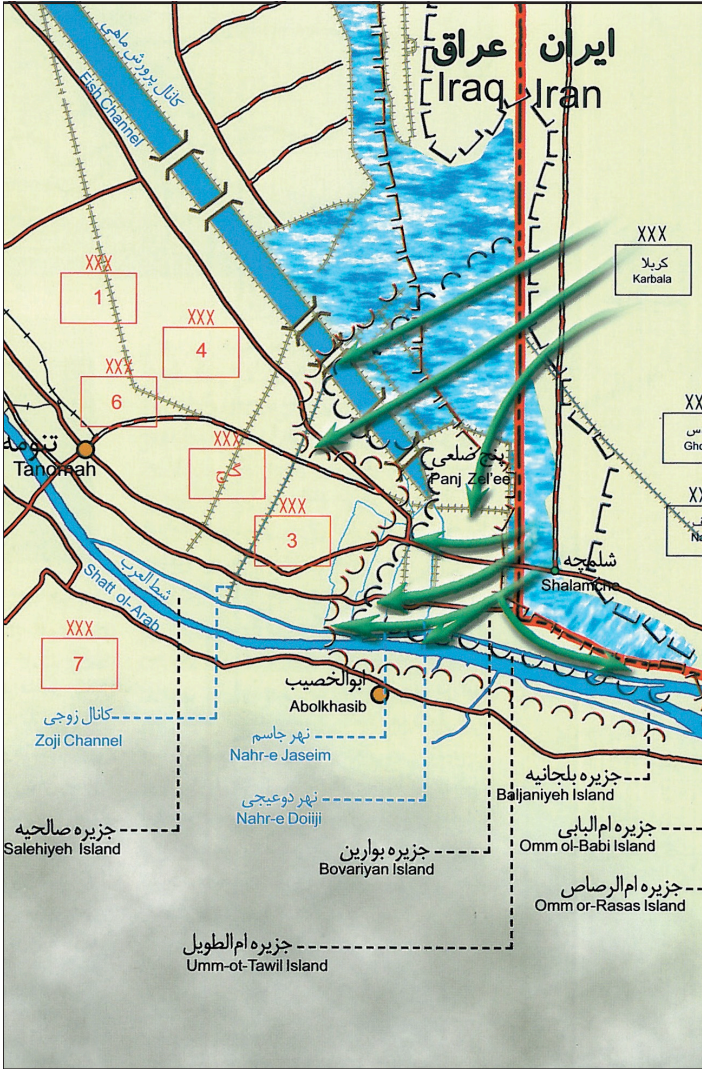 ایران
عراق
Iran
Iraq
کانال پرورش ماهی
Fish Channel
XXX
کربلا
Karbala
XXX
1
XXX
4
XXX
6
XXX
گ ج
XXX
3
XXX
7
تنومه
Tanomah
پنج ضلعی
Panj Zel'ee
شلمچه
Shalamche
شط العرب
Shatt ol-Arab
ابوالخصیب
Abolkhasib
کانال زوجی
Zoji Channel
نهر جاسم
Nahr-e Jaseim
نهر دوعیجی
Nahr-e Doiiji
جزیره بلجانیه
Baljaniyeh Island
جزیره صالحیه
Salehiyeh Island
جزیره بوارین
Bovariyan Island
جزیره ام البابی
Omm ol-Babi Island
جزیره ام الرصاص
Omm or-Rasas Island
جزیره ام الطویل
Umm-ot-Tawil Island